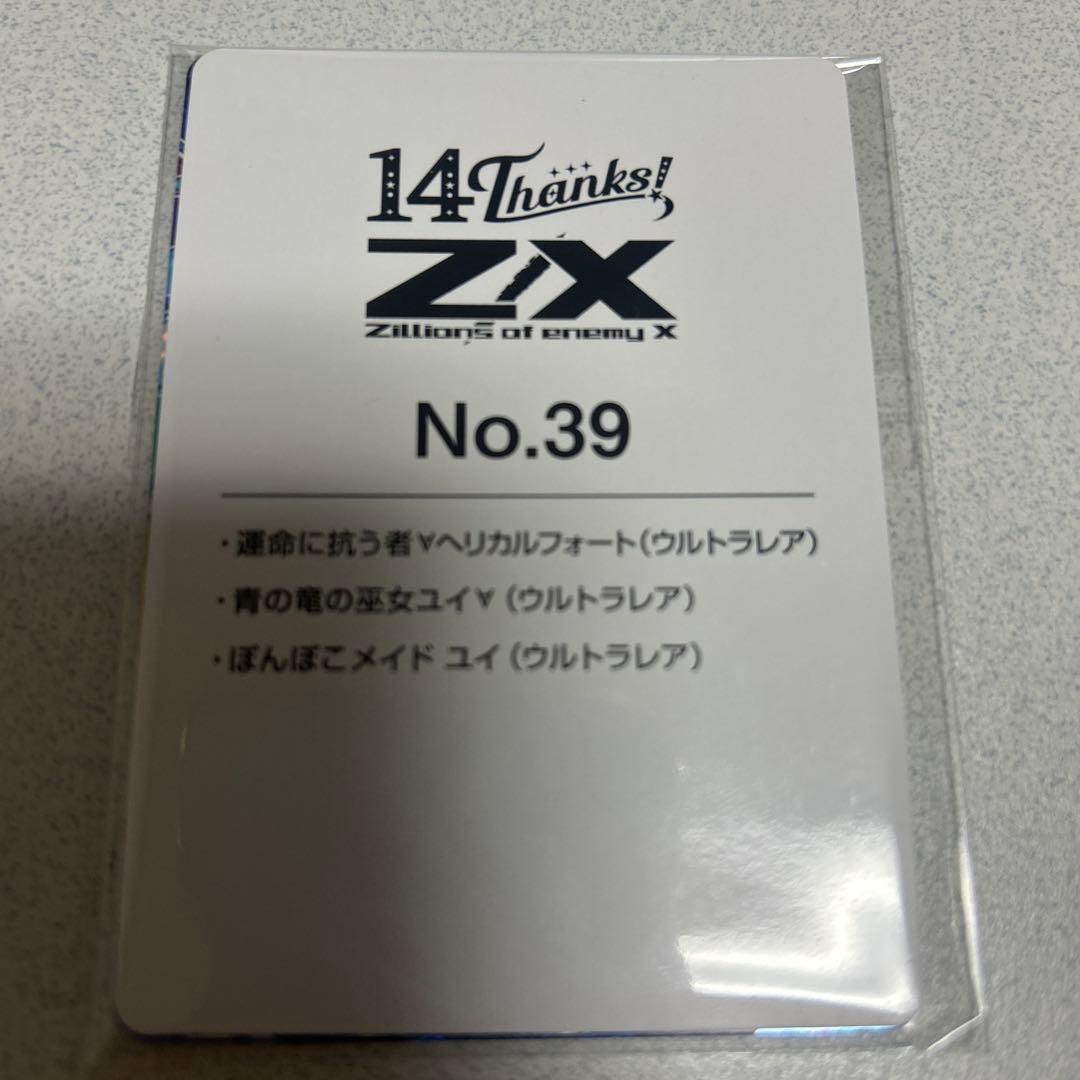 14 Thanks!
Z/X
Zillions of enemy X
No.39
・運命に抗う者∀ヘリカルフォート(ウルトラレア)
・青の竜の巫女ユイ∀(ウルトラレア)
・ぽんぽこメイド ユイ(ウルトラレア)